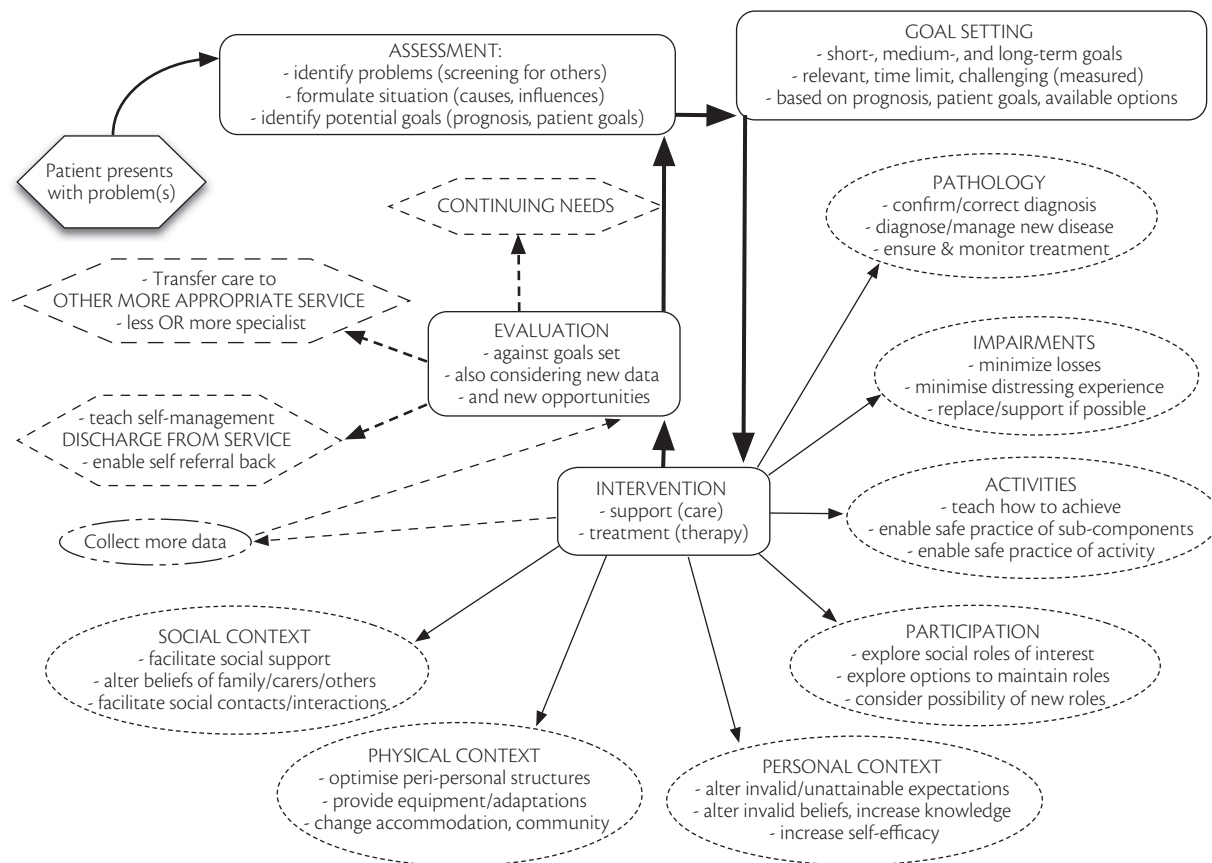 ASSESSMENT:
- identify problems (screening for others)
- formulate situation (causes, influences)
- identify potential goals (prognosis, patient goals)
GOAL SETTING
- short-, medium-, and long-term goals
- relevant, time limit, challenging (measured)
- based on prognosis, patient goals, available options
Patient presents
with problem(s)
CONTINUING NEEDS
PATHOLOGY
- confirm/correct diagnosis
- diagnose/manage new disease
- ensure & monitor treatment
- Transfer care to
OTHER MORE APPROPRIATE SERVICE
- less OR more specialist
EVALUATION
- against goals set
- also considering new data
- and new opportunities
IMPAIRMENTS
- minimize losses
- minimise distressing experience
- replace/support if possible
- teach self-management
DISCHARGE FROM SERVICE
- enable self referral back
INTERVENTION
- support (care)
- treatment (therapy)
ACTIVITIES
- teach how to achieve
- enable safe practice of sub-components
- enable safe practice of activity
Collect more data
SOCIAL CONTEXT
- facilitate social support
- alter beliefs of family/carers/others
- facilitate social contacts/interactions
PARTICIPATION
- explore social roles of interest
- explore options to maintain roles
- consider possibility of new roles
PHYSICAL CONTEXT
- optimise peri-personal structures
- provide equipment/adaptations
- change accommodation, community
PERSONAL CONTEXT
- alter invalid/unattainable expectations
- alter invalid beliefs, increase knowledge
- increase self-efficacy